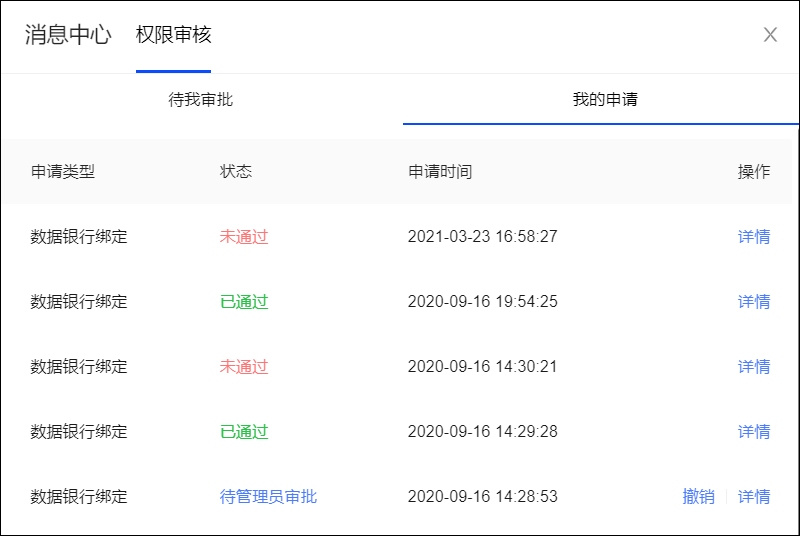 消息中心 权限审核 X
待我审批 我的申请
申请类型 状态 申请时间 操作
数据银行绑定 未通过 2021-03-23 16:58:27 详情
数据银行绑定 已通过 2020-09-16 19:54:25 详情
数据银行绑定 未通过 2020-09-16 14:30:21 详情
数据银行绑定 已通过 2020-09-16 14:29:28 详情
数据银行绑定 待管理员审批 2020-09-16 14:28:53 撤销 详情